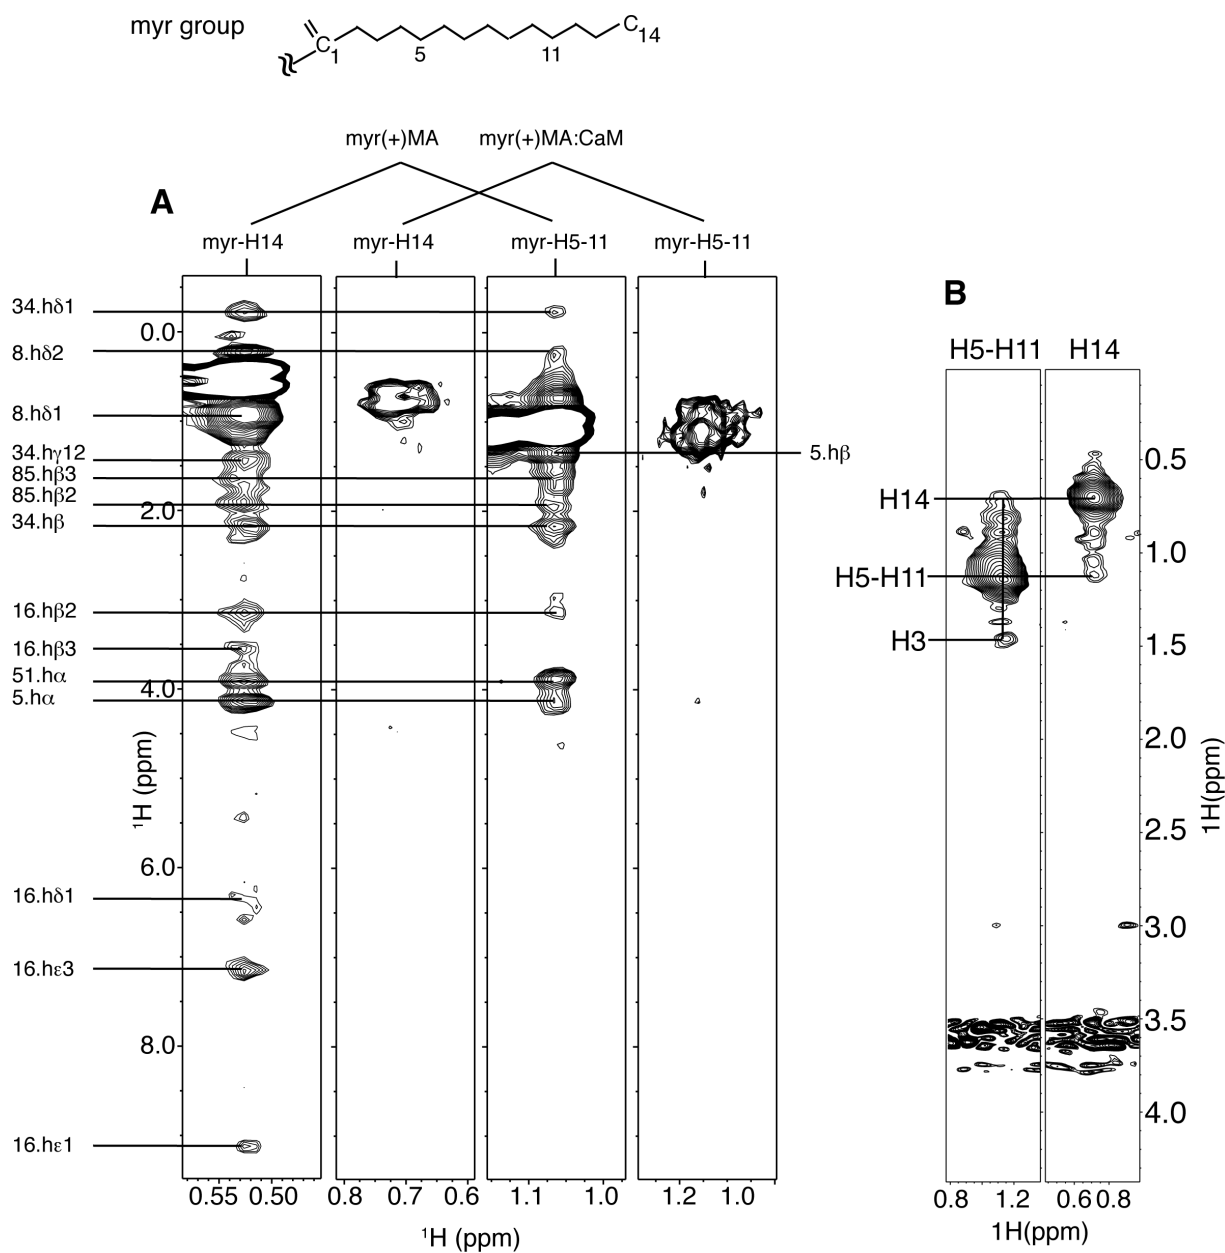 myr group
C1
5
11
C14
myr(+)MA myr(+)MA:CaM
A
myr-H14 myr-H14 myr-H5-11 myr-H5-11
34.hδ1
0.0
8.hδ2
8.hδ1
34.hγ12
85.hβ3
85.hβ2
2.0
34.hβ
5.hβ
16.hβ2
16.hβ3
51.hα
4.0
5.hα
¹H (ppm)
6.0
16.hδ1
16.hε3
8.0
16.hε1
0.55 0.50 0.8 0.7 0.6 1.1 1.0 1.2 1.0
¹H (ppm)
B
H5-H11 H14
0.5
H14
1.0
H5-H11
H3
1.5
2.0
1H(ppm)
2.5
3.0
3.5
4.0
0.8 1.2 0.6 0.8
1H(ppm)